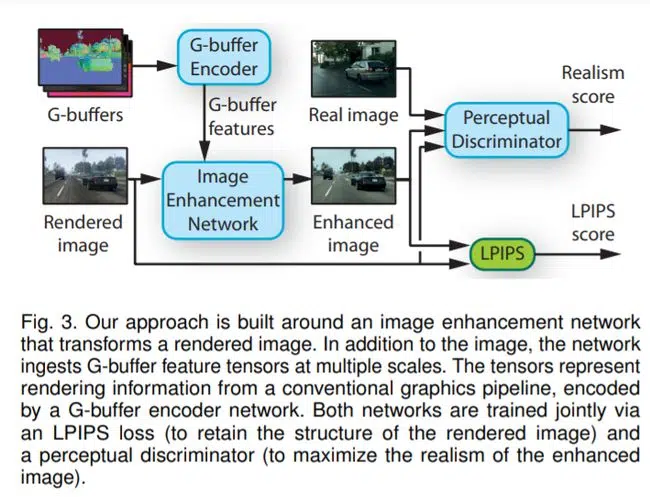 G-buffer
Encoder
G-buffers
G-buffer
features
Real image
Perceptual
Discriminator
Realism
score
Image
Enhancement
Network
Rendered
image
Enhanced
image
LPIPS
LPIPS
score
Fig. 3. Our approach is built around an image enhancement network
that transforms a rendered image. In addition to the image, the network
ingests G-buffer feature tensors at multiple scales. The tensors represent
rendering information from a conventional graphics pipeline, encoded
by a G-buffer encoder network. Both networks are trained jointly via
an LPIPS loss (to retain the structure of the rendered image) and
a perceptual discriminator (to maximize the realism of the enhanced
image).